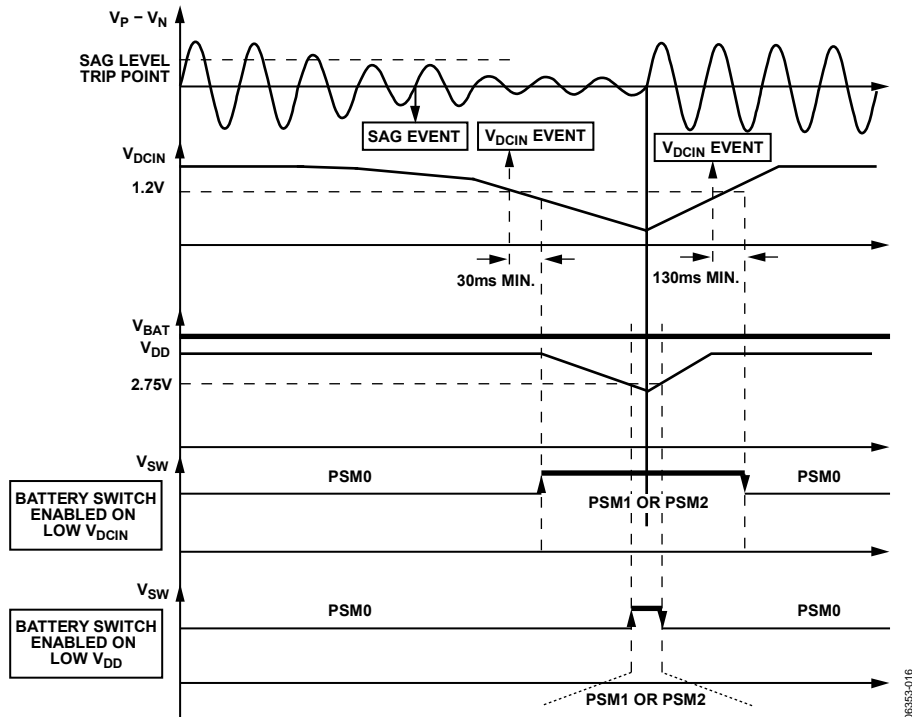 VP – VN
SAG LEVEL
TRIP POINT
SAG EVENT
VDCIN EVENT
VDCIN EVENT
VDCIN
1.2V
30ms MIN.
130ms MIN.
VBAT
VDD
2.75V
VSW
PSM0
PSM1 OR PSM2
PSM0
BATTERY SWITCH
ENABLED ON
LOW VDCIN
VSW
PSM0
PSM0
BATTERY SWITCH
ENABLED ON
LOW VDD
PSM1 OR PSM2
06353-016